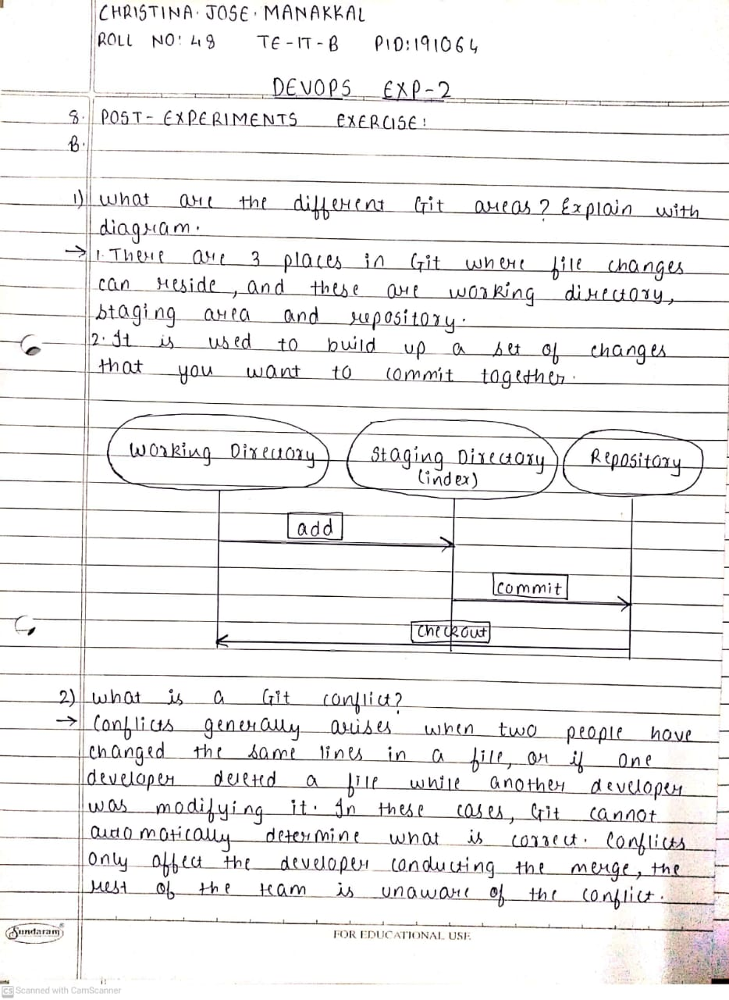 CHRISTINA. JOSE. MANAKKAL
ROLL NO: 48 TE-IT-B PID:191064
DEVOPS EXP-2
8. POST-EXPERIMENTS EXERCISE:
B.
1) What are the different Git areas? Explain with
diagram.
→ 1. There are 3 places in Git where file changes
can reside, and these are working directory,
staging area and repository.
2. It is used to build up a set of changes
that you want to commit together.
Working Directory
Staging Directory
(index)
Repository
add
commit
Checkout
2) What is a Git conflict?
→ Conflicts generally arises when two people have
changed the same lines in a file, or if one
developer deleted a file while another developer
was modifying it. In these cases, Git cannot
automatically determine what is correct. Conflicts
only affect the developer conducting the merge, the
rest of the team is unaware of the conflict.
Sundaram
FOR EDUCATIONAL USE
CS Scanned with CamScanner